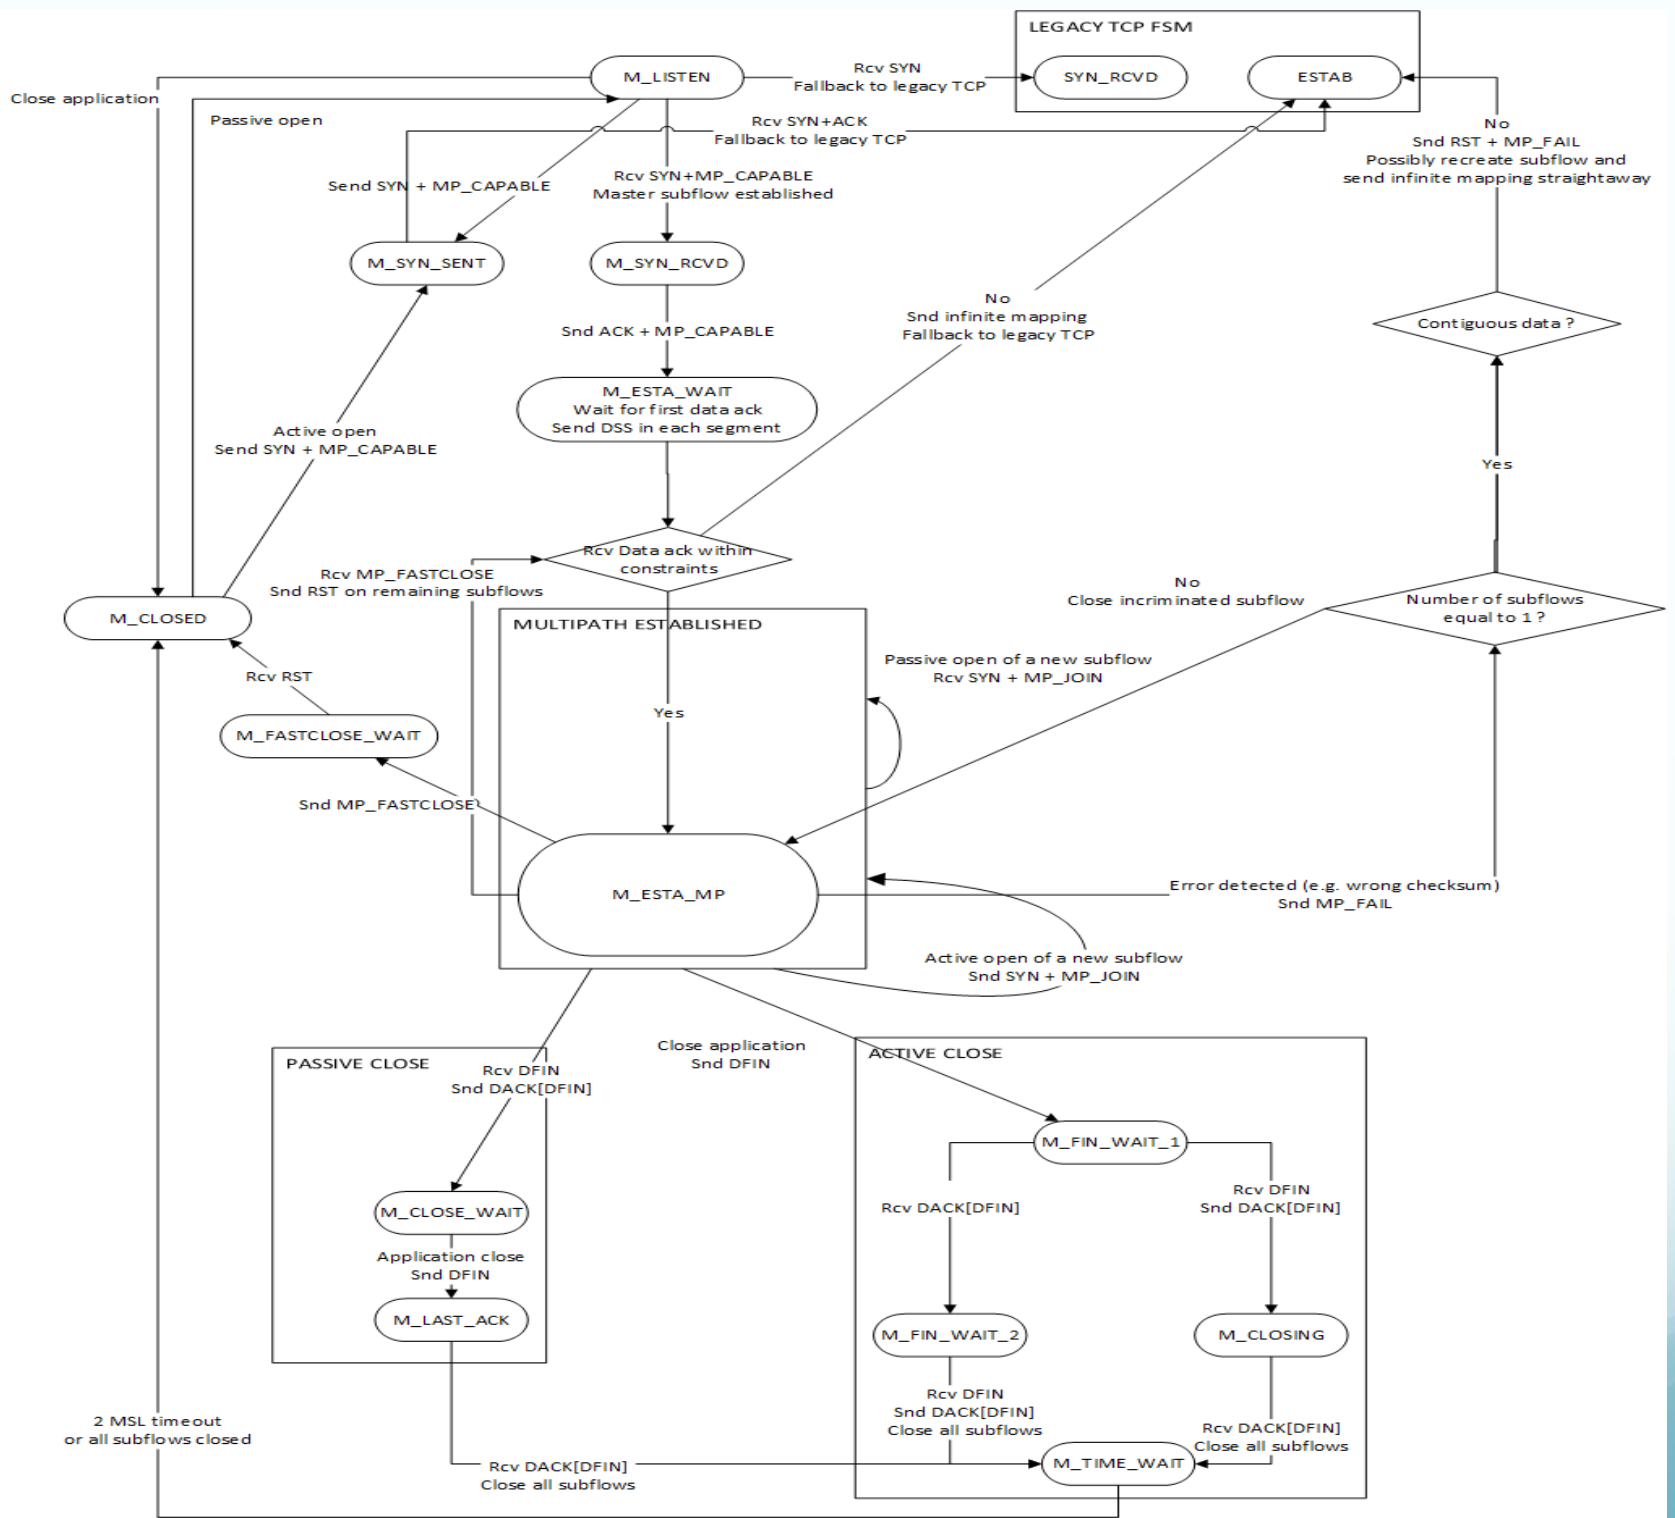 LEGACY TCP FSM
M_LISTEN
Rcv SYN
Fallback to legacy TCP
SYN_RCVD
ESTAB
Close application
Passive open
Rcv SYN+ACK
Fallback to legacy TCP
No
Snd RST + MP_FAIL
Possibly recreate subflow and
send infinite mapping straightaway
Send SYN + MP_CAPABLE
Rcv SYN+MP_CAPABLE
Master subflow established
M_SYN_SENT
M_SYN_RCVD
No
Snd infinite mapping
Fallback to legacy TCP
Contiguous data ?
Snd ACK + MP_CAPABLE
M_ESTA_WAIT
Wait for first data ack
Send DSS in each segment
Active open
Send SYN + MP_CAPABLE
Yes
Rcv Data ack within
constraints
Rcv MP_FASTCLOSE
Snd RST on remaining subflows
No
Close incriminated subflow
Number of subflows
equal to 1 ?
M_CLOSED
MULTIPATH ESTABLISHED
Passive open of a new subflow
Rcv SYN + MP_JOIN
Rcv RST
Yes
M_FASTCLOSE_WAIT
Snd MP_FASTCLOSE
M_ESTA_MP
Error detected (e.g. wrong checksum)
Snd MP_FAIL
Active open of a new subflow
Snd SYN + MP_JOIN
Close application
Snd DFIN
PASSIVE CLOSE
Rcv DFIN
Snd DACK[DFIN]
ACTIVE CLOSE
M_FIN_WAIT_1
M_CLOSE_WAIT
Rcv DACK[DFIN]
Rcv DFIN
Snd DACK[DFIN]
Application close
Snd DFIN
M_LAST_ACK
M_FIN_WAIT_2
M_CLOSING
2 MSL timeout
or all subflows closed
Rcv DFIN
Snd DACK[DFIN]
Close all subflows
Rcv DACK[DFIN]
Close all subflows
Rcv DACK[DFIN]
Close all subflows
M_TIME_WAIT